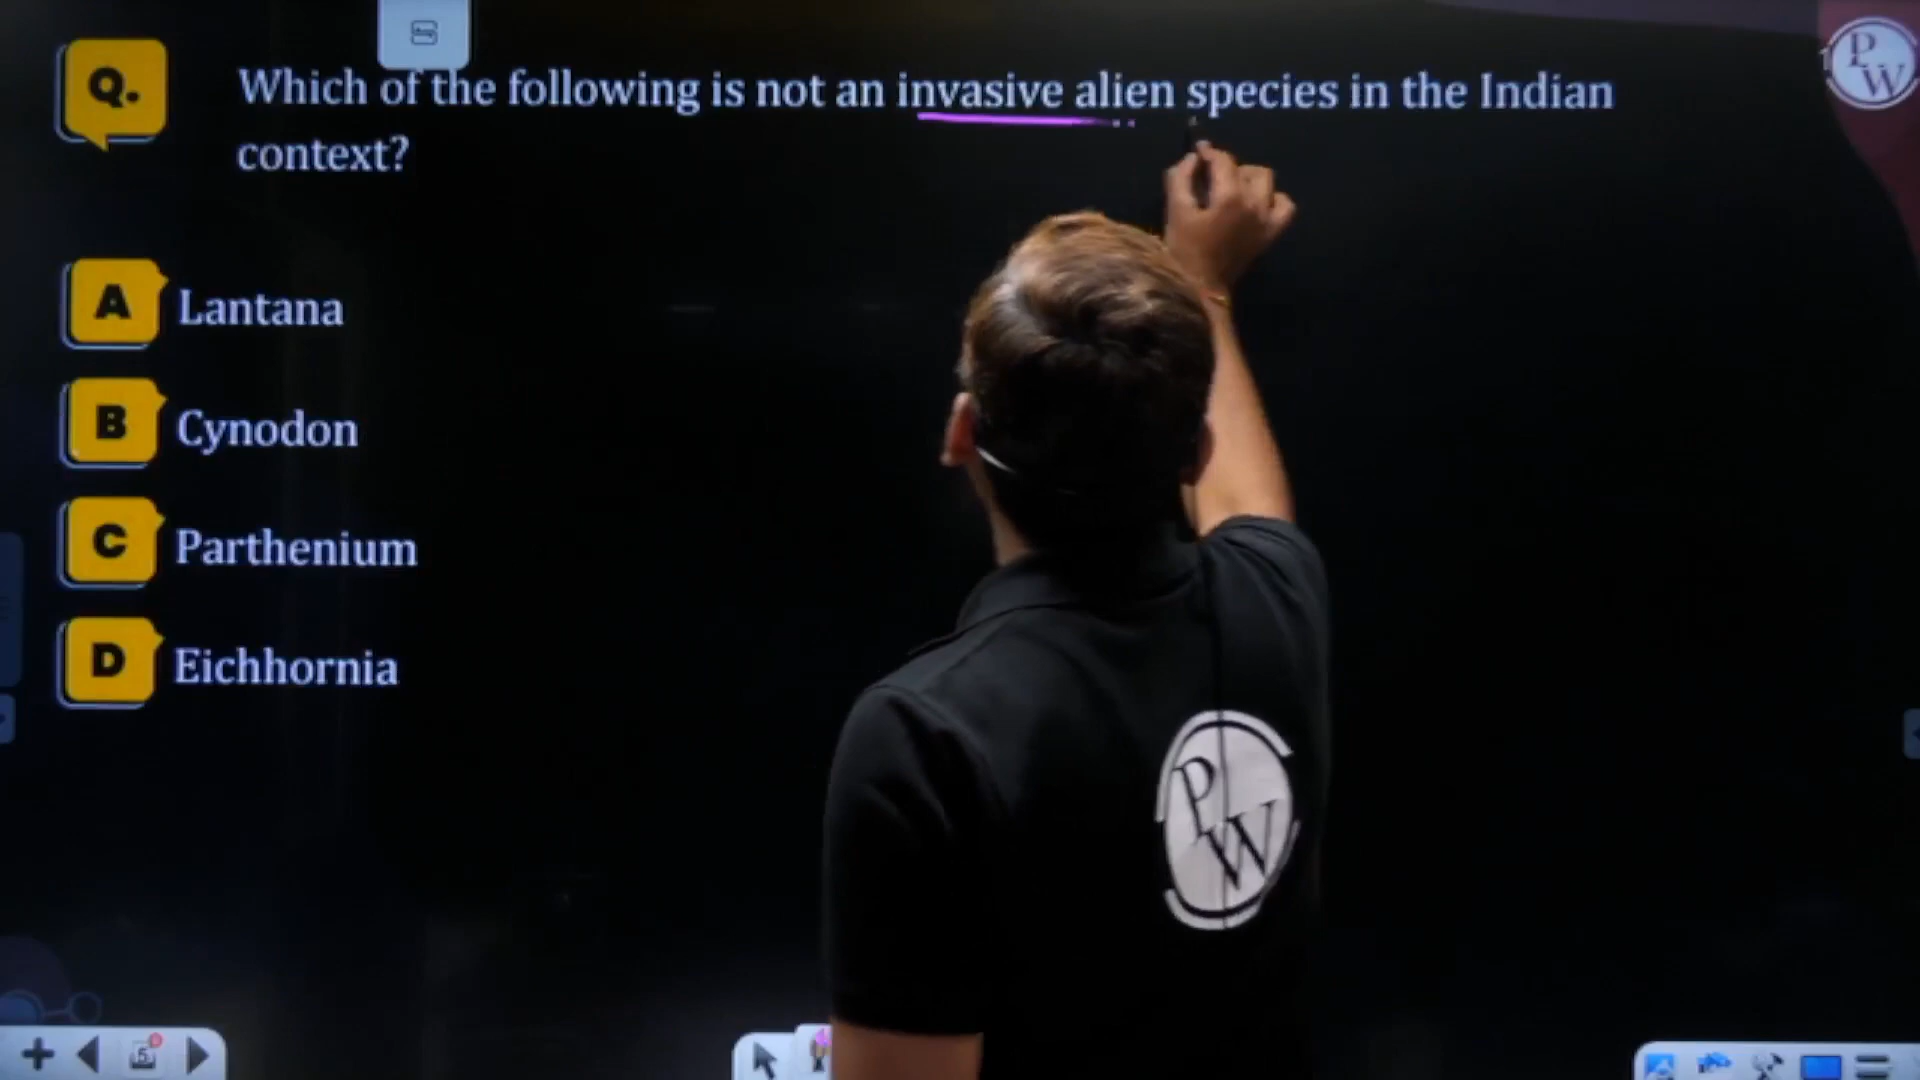 Q. Which of the following is not an invasive alien species in the Indian
context?
A Lantana
B Cynodon
C Parthenium
D Eichhornia
PW
PW
5